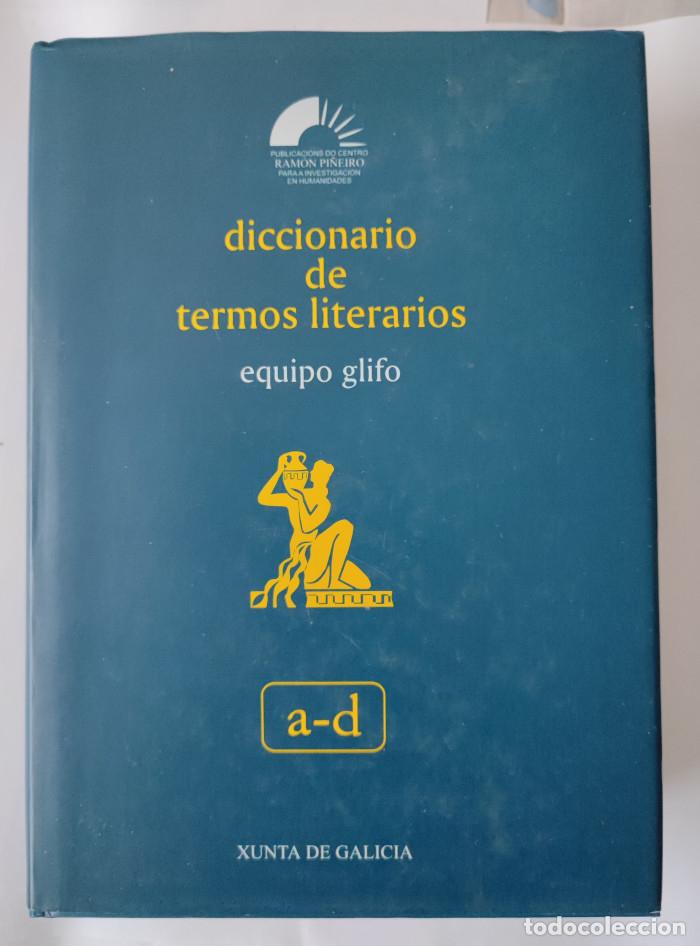 PUBLICACIÓNS DO CENTRO
RAMÓN PIÑEIRO
PARA A INVESTIGACIÓN
EN HUMANIDADES
diccionario
de
termos literarios
equipo glifo
a-d
XUNTA DE GALICIA
todocoleccion